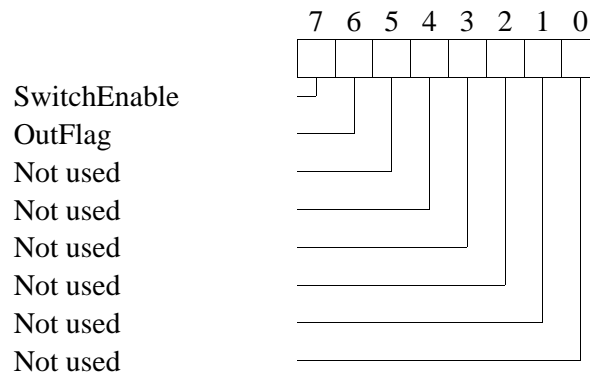 7 6 5 4 3 2 1 0
SwitchEnable
OutFlag
Not used
Not used
Not used
Not used
Not used
Not used